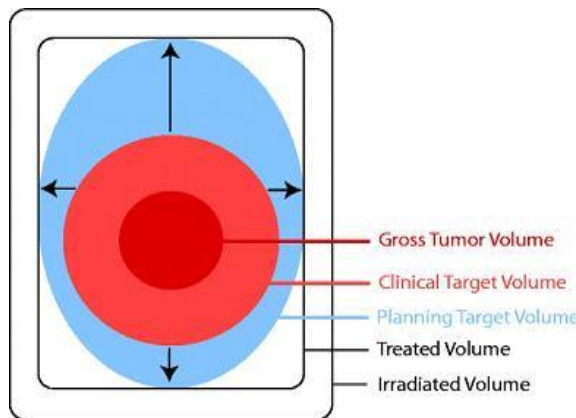 Gross Tumor Volume
Clinical Target Volume
Planning Target Volume
Treated Volume
Irradiated Volume